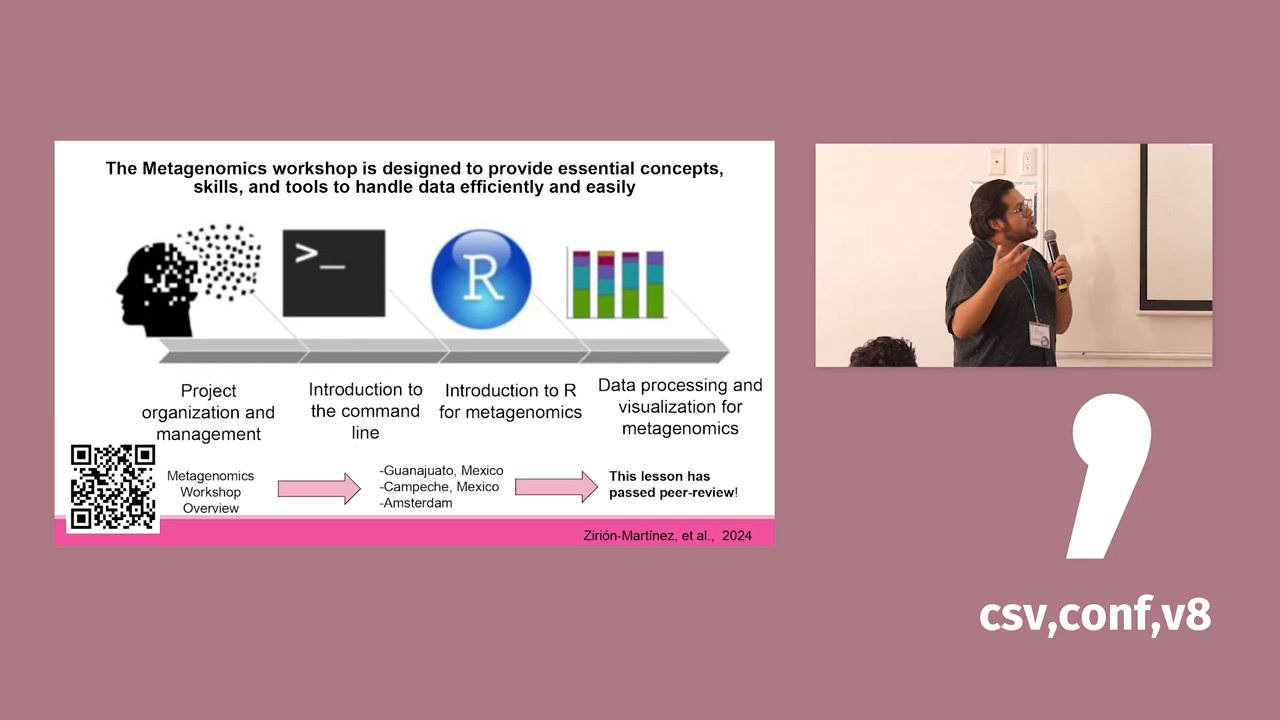 The Metagenomics workshop is designed to provide essential concepts,
skills, and tools to handle data efficiently and easily
>_
R
Project
organization and
management
Introduction to
the command
line
Introduction to R
for metagenomics
Data processing and
visualization for
metagenomics
Metagenomics
Workshop
Overview
-Guanajuato, Mexico
-Campeche, Mexico
-Amsterdam
This lesson has
passed peer-review!
Zirión-Martínez, et al., 2024
csv,conf,v8